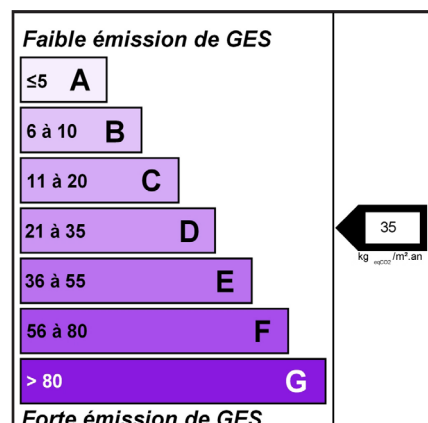 Faible émission de GES
≤5 A
6 à 10 B
11 à 20 C
21 à 35 D
35
kg eqCO2 /m².an
36 à 55 E
56 à 80 F
> 80 G
Forte émission de GES